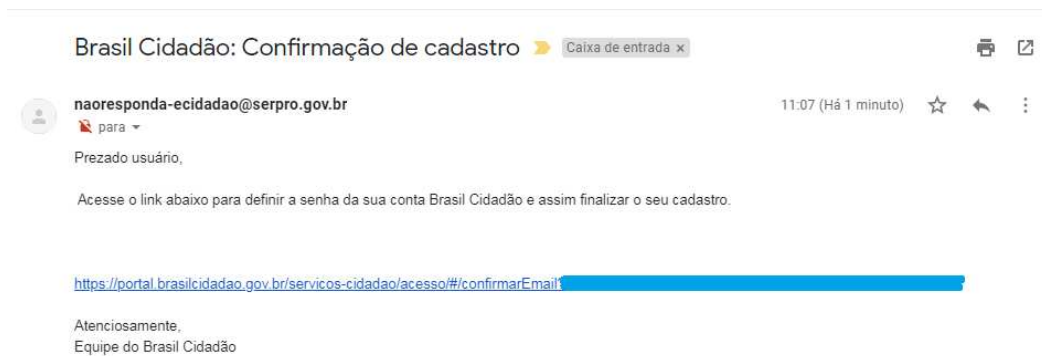 Brasil Cidadão: Confirmação de cadastro Caixa de entrada x
naoresponda-ecidadao@serpro.gov.br 11:07 (Há 1 minuto)
para
Prezado usuário,
Acesse o link abaixo para definir a senha da sua conta Brasil Cidadão e assim finalizar o seu cadastro.
https://portal.brasilcidadao.gov.br/servicos-cidadao/acesso/#/confirmarEmail?
Atenciosamente,
Equipe do Brasil Cidadão